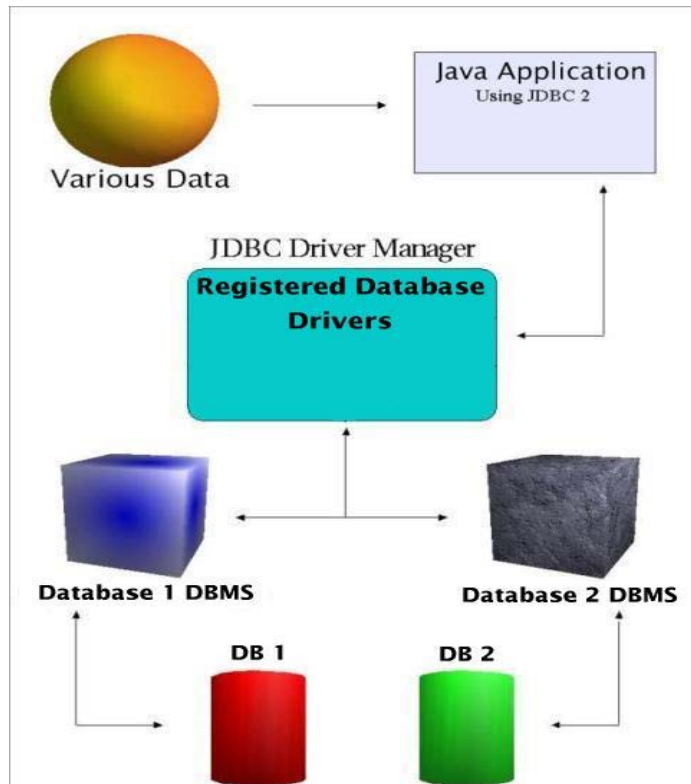 Java Application
Using JDBC 2
Various Data
JDBC Driver Manager
Registered Database
Drivers
Database 1 DBMS
Database 2 DBMS
DB 1
DB 2